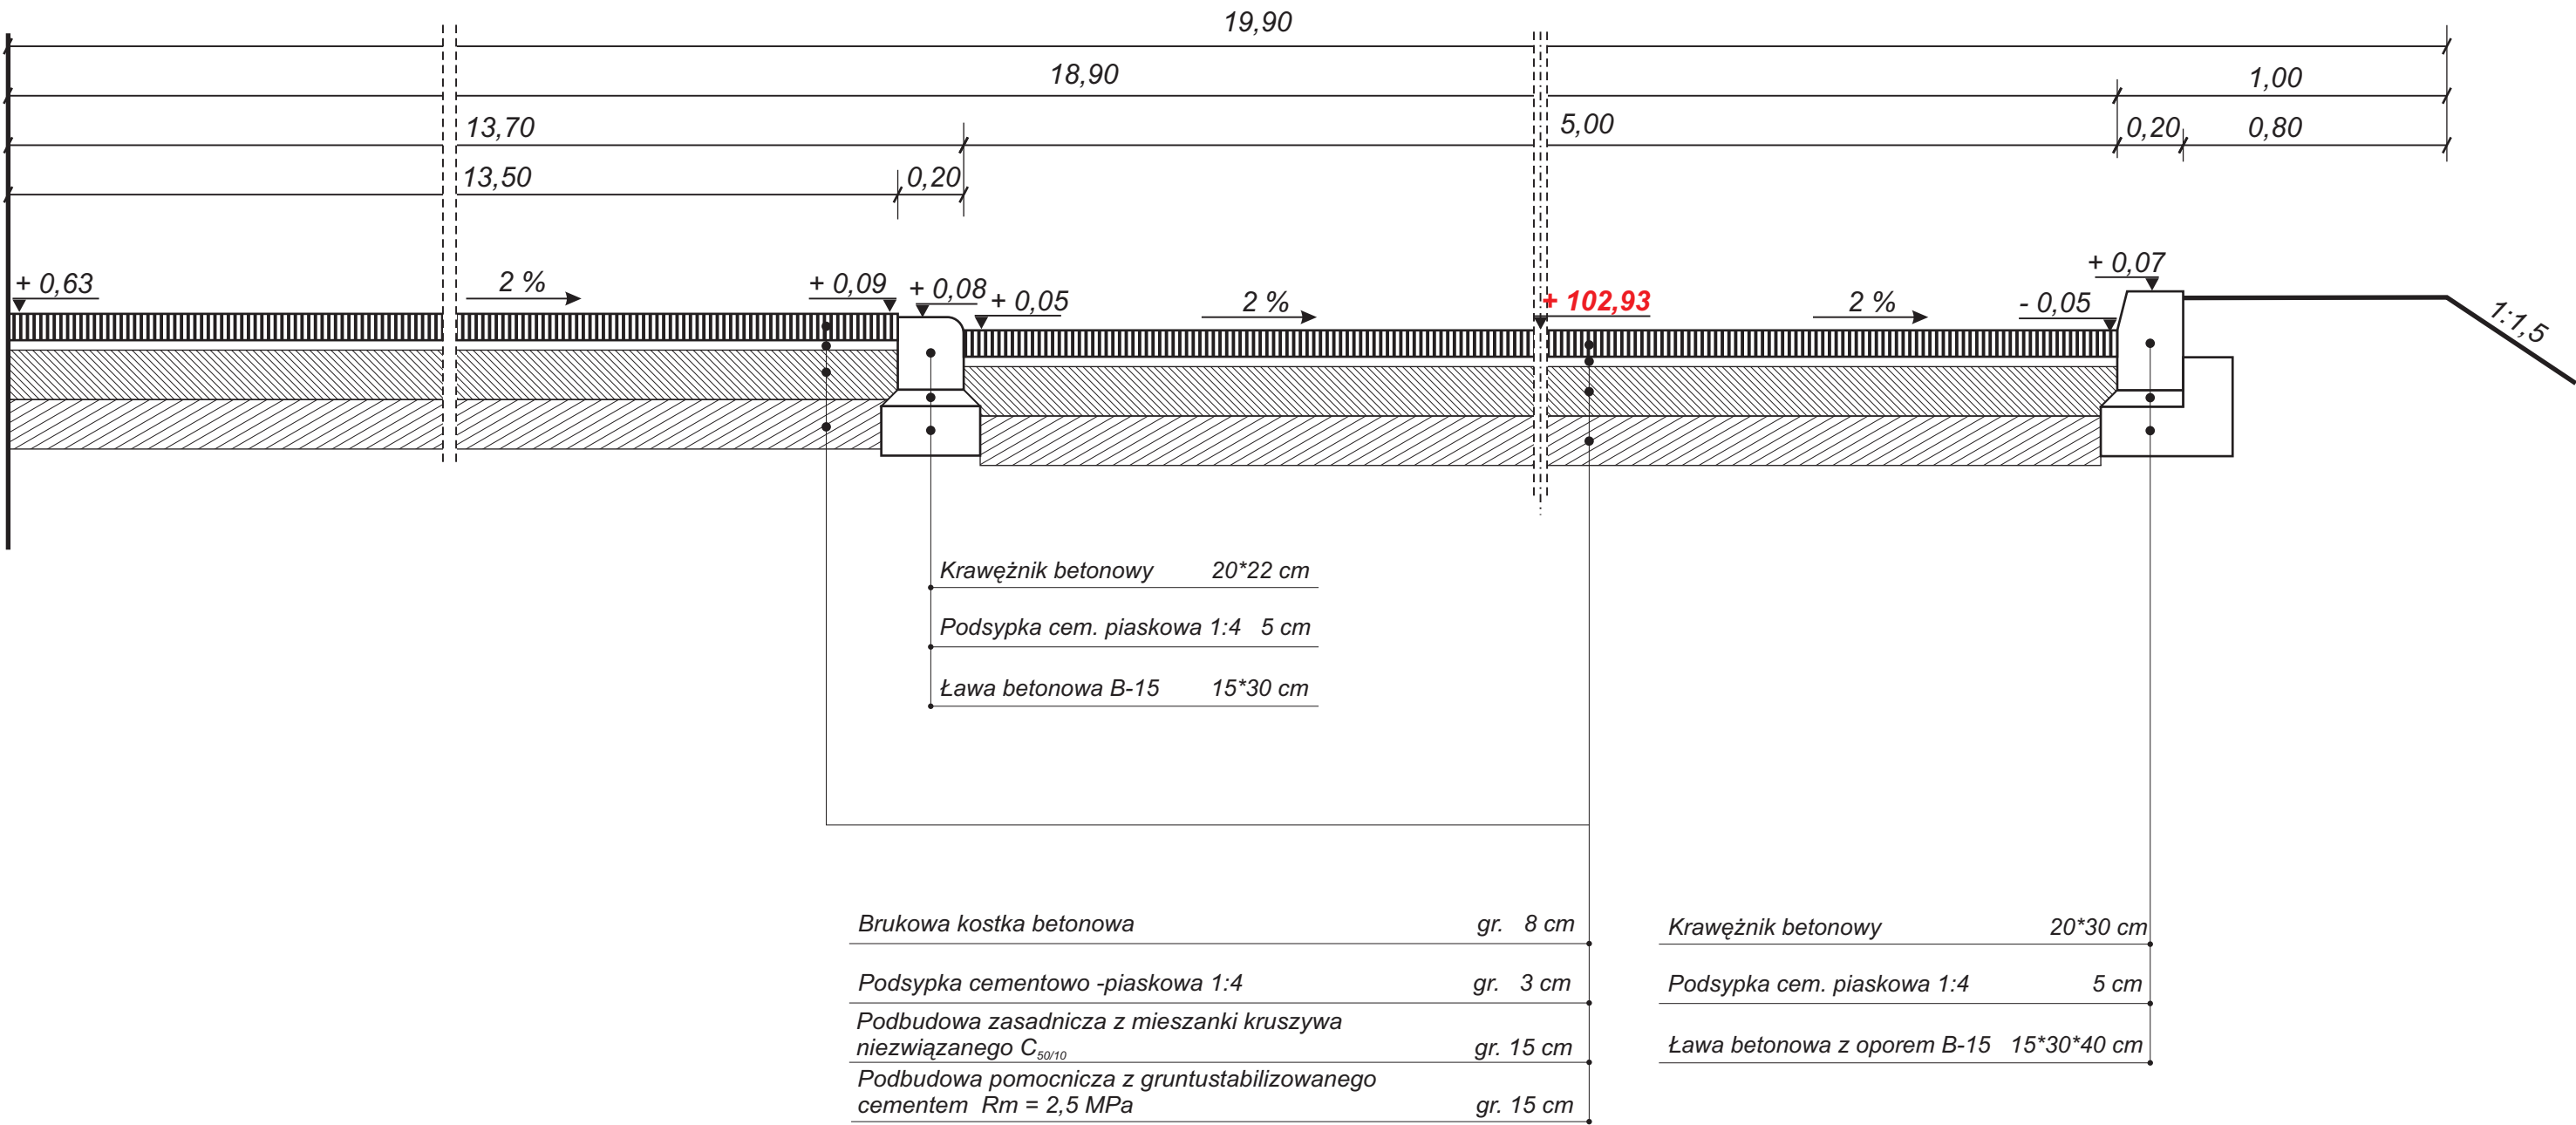 19,90
18,90
1,00
13,70
5,00
0,20
0,80
13,50
0,20
+ 0,63
2 %
+ 0,09
+ 0,08
+ 0,05
2 %
+ 102,93
2 %
- 0,05
+ 0,07
1:1,5
Krawężnik betonowy 20*22 cm
Podsypka cem. piaskowa 1:4 5 cm
Ława betonowa B-15 15*30 cm
Brukowa kostka betonowa gr. 8 cm
Podsypka cementowo -piaskowa 1:4 gr. 3 cm
Podbudowa zasadnicza z mieszanki kruszywa
niezwiązanego C50/10 gr. 15 cm
Podbudowa pomocnicza z gruntustabilizowanego
cementem Rm = 2,5 MPa gr. 15 cm
Krawężnik betonowy 20*30 cm
Podsypka cem. piaskowa 1:4 5 cm
Ława betonowa z oporem B-15 15*30*40 cm